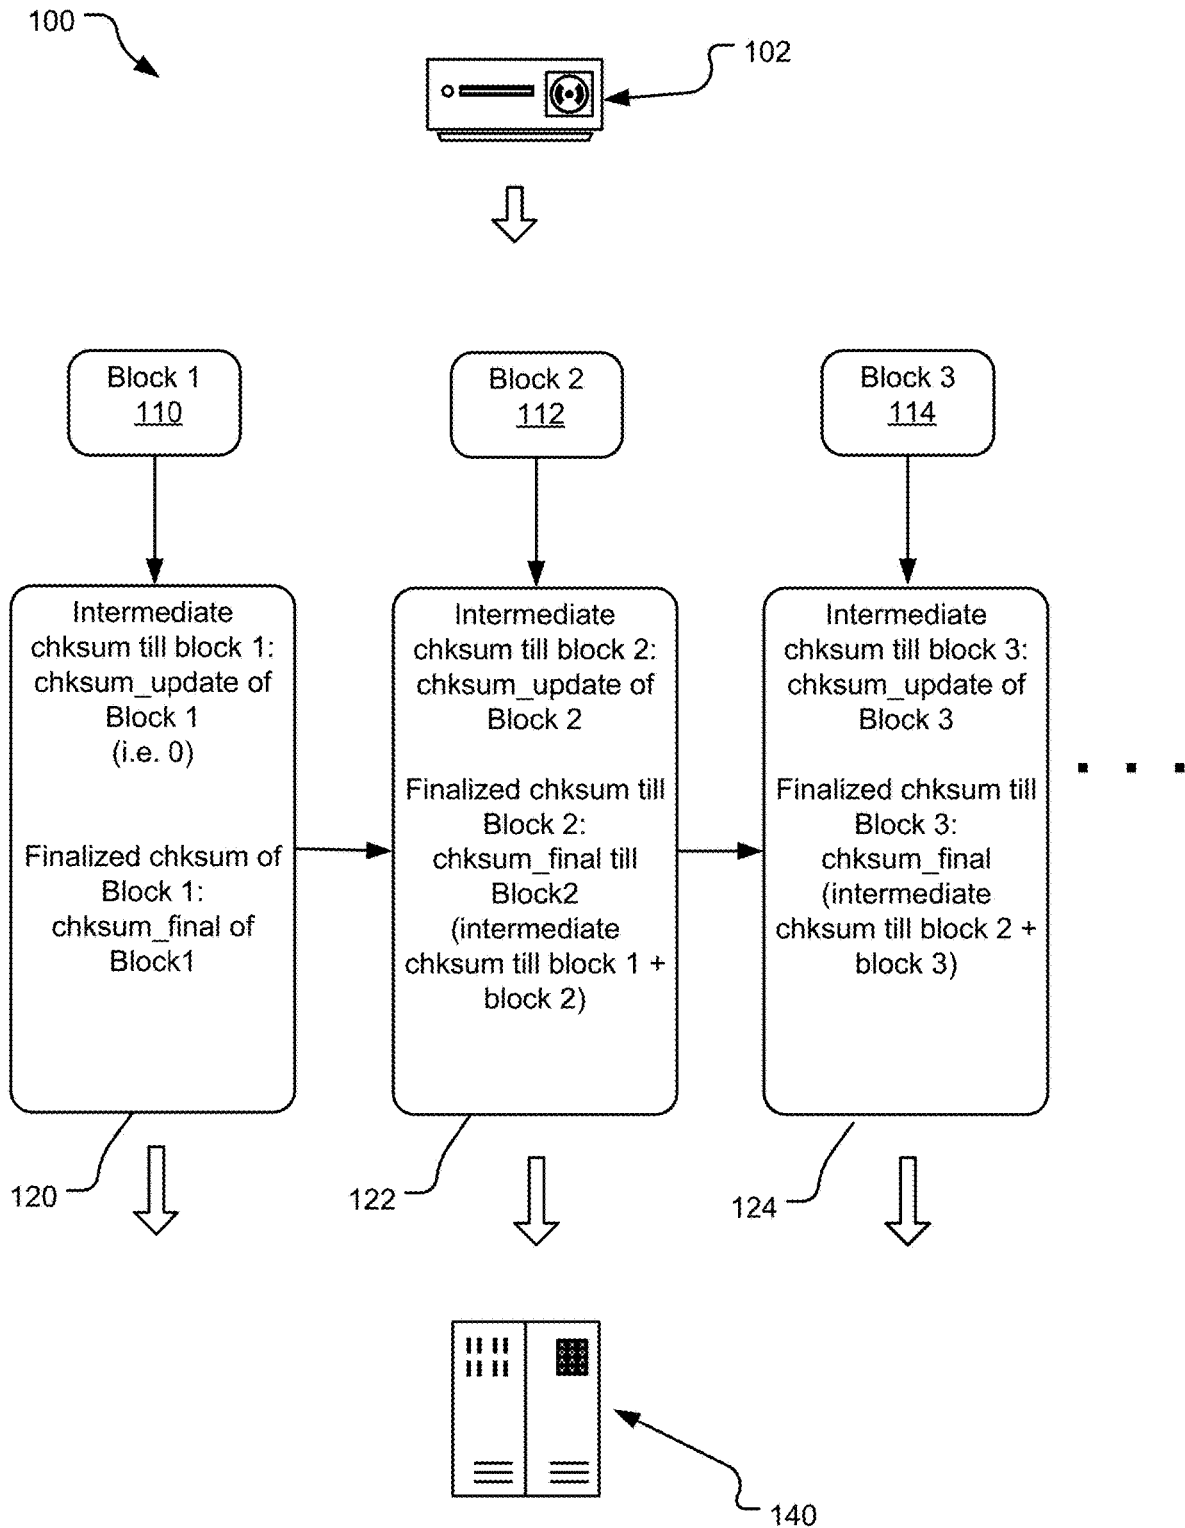 100
102
Block 1
110
Block 2
112
Block 3
114
Intermediate
chksum till block 1:
chksum_update of
Block 1
(i.e. 0)
Finalized chksum of
Block 1:
chksum_final of
Block1
Intermediate
chksum till block 2:
chksum_update of
Block 2
Finalized chksum till
Block 2:
chksum_final till
Block2
(intermediate
chksum till block 1 +
block 2)
Intermediate
chksum till block 3:
chksum_update of
Block 3
Finalized chksum till
Block 3:
chksum_final
(intermediate
chksum till block 2 +
block 3)
. . .
120
122
124
140